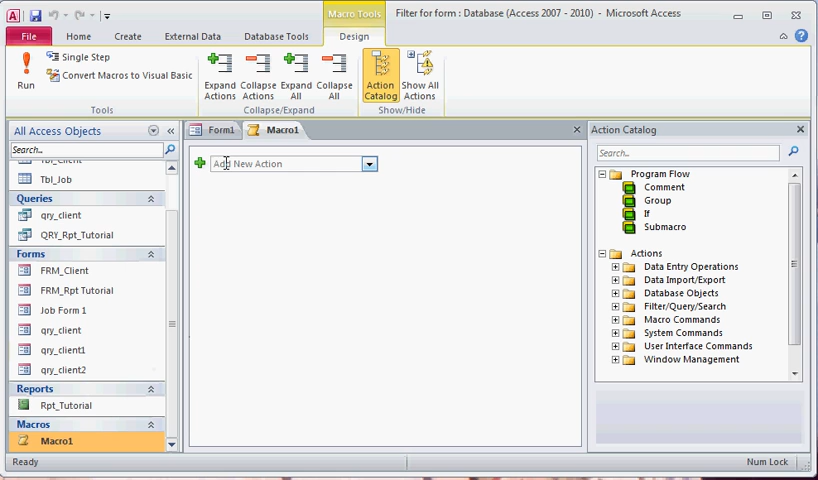 Macro Tools
Filter for form : Database (Access 2007 - 2010) - Microsoft Access
File
Home
Create
External Data
Database Tools
Design
Run
Single Step
Convert Macros to Visual Basic
Tools
Expand Actions
Collapse Actions
Expand All
Collapse All
Collapse/Expand
Action Catalog
Show All Actions
Show/Hide
All Access Objects
Search...
Tbl_Client
Tbl_Job
Queries
qry_client
QRY_Rpt_Tutorial
Forms
FRM_Client
FRM_Rpt Tutorial
Job Form 1
qry_client
qry_client1
qry_client2
Reports
Rpt_Tutorial
Macros
Macro1
Form1
Macro1
Add New Action
Action Catalog
Search...
Program Flow
Comment
Group
If
Submacro
Actions
Data Entry Operations
Data Import/Export
Database Objects
Filter/Query/Search
Macro Commands
System Commands
User Interface Commands
Window Management
Ready
Num Lock